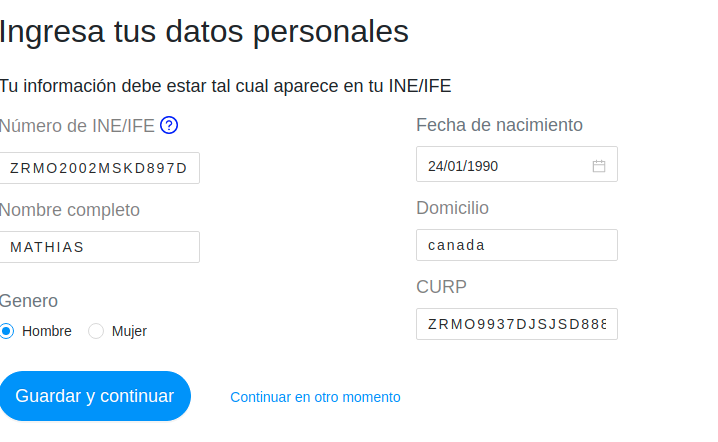 Ingresa tus datos personales
Tu información debe estar tal cual aparece en tu INE/IFE
Número de INE/IFE ?
ZRMO2002MSKD897D
Fecha de nacimiento
24/01/1990
Nombre completo
MATHIAS
Domicilio
canada
Genero
Hombre Mujer
CURP
ZRMO9937DJSJSD888
Guardar y continuar
Continuar en otro momento